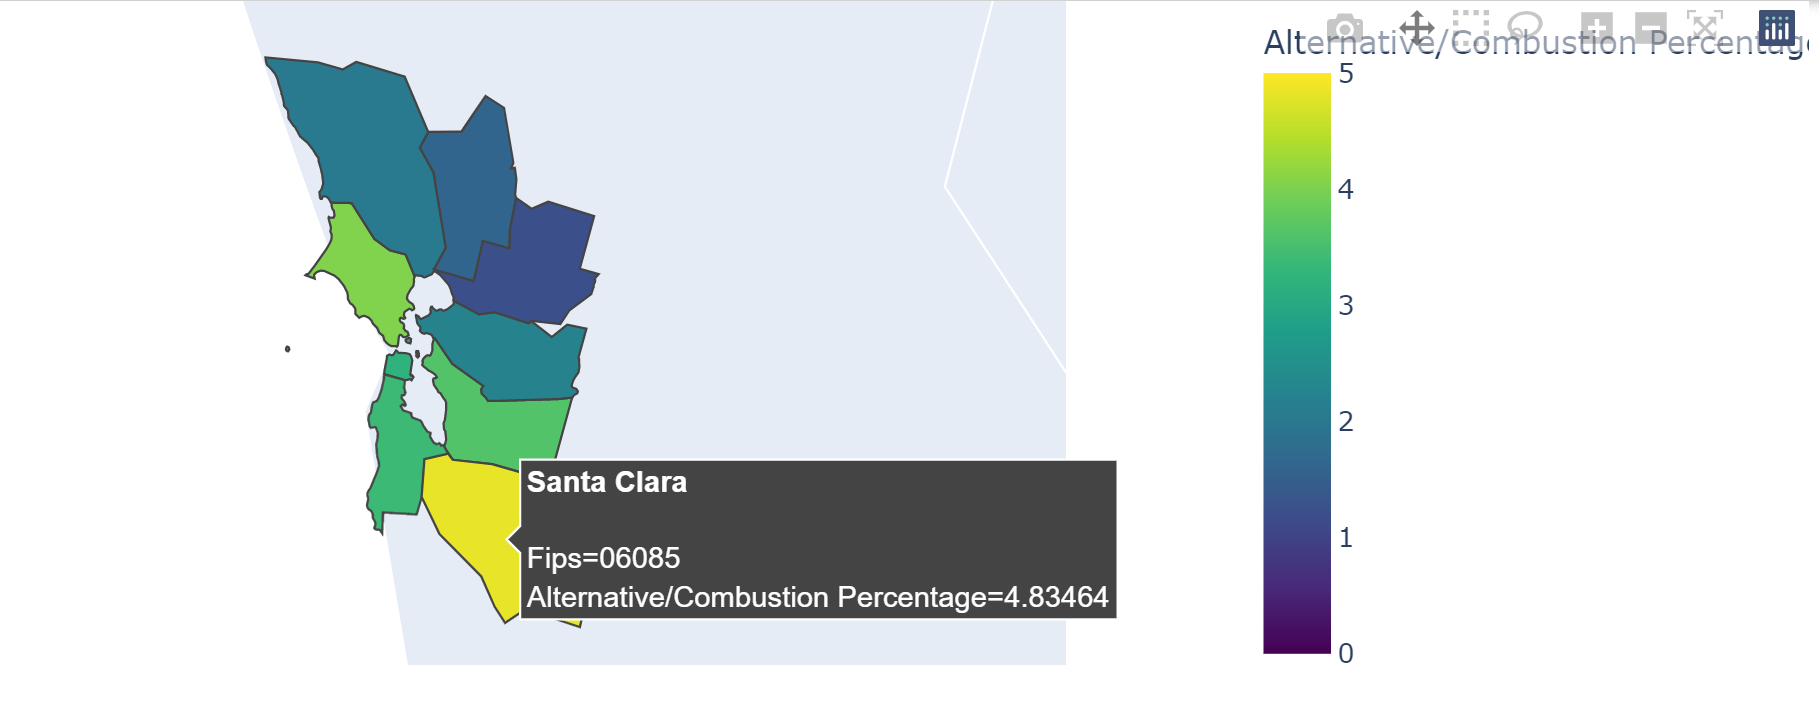 Alternative/Combustion Percentag
5
4
3
2
1
0
Santa Clara
Fips=06085
Alternative/Combustion Percentage=4.83464